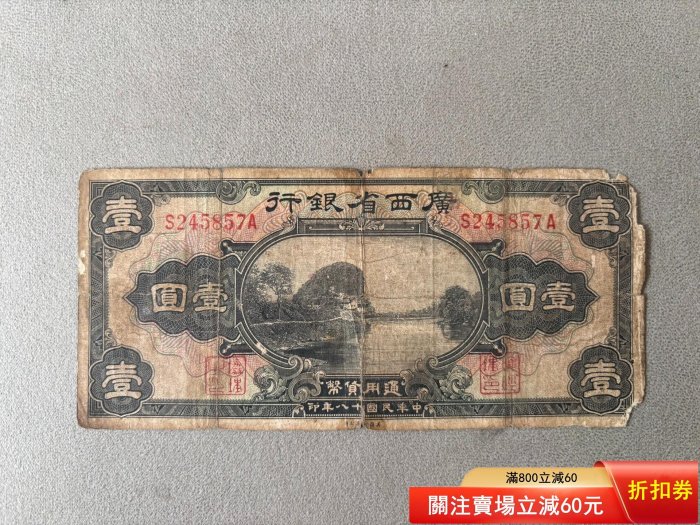 廣西省銀行
S245857A S245857A
壹 壹
壹圓 壹圓
壹 壹
通用貨幣
中華民國十八年印
滿800立減60
關注賣場立減60元
折扣券